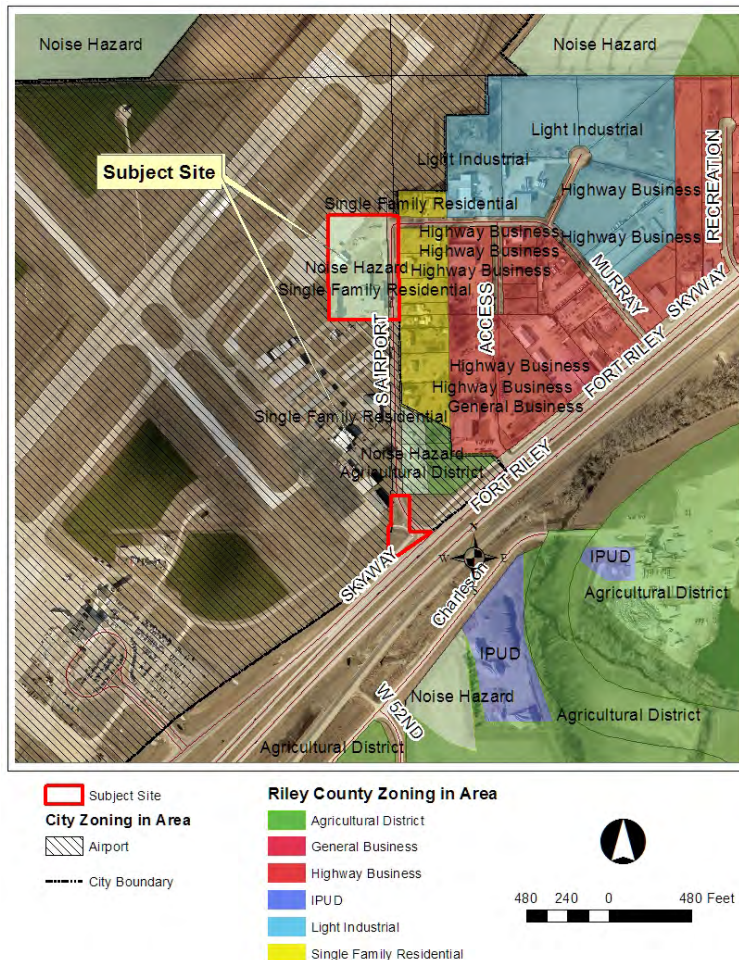 Noise Hazard
Noise Hazard
Light Industrial
Light Industrial
Subject Site
RECREATION
Highway Business
Single Family Residential
Highway Business
Highway Business
Highway Business
Noise Hazard
Highway Business
Single Family Residential
MURRAY
SKYWAY
ACCESS
S AIRPORT
FORT RILEY
Highway Business
Highway Business
General Business
Single Family Residential
Noise Hazard
Agricultural District
FORT RILEY
SKYWAY
N
W
E
Charleson
IPUD
Agricultural District
IPUD
Noise Hazard
W 52ND
Agricultural District
Agricultural District
Subject Site
City Zoning in Area
Airport
City Boundary
Riley County Zoning in Area
Agricultural District
General Business
Highway Business
IPUD
Light Industrial
Single Family Residential
480 240 0 480 Feet